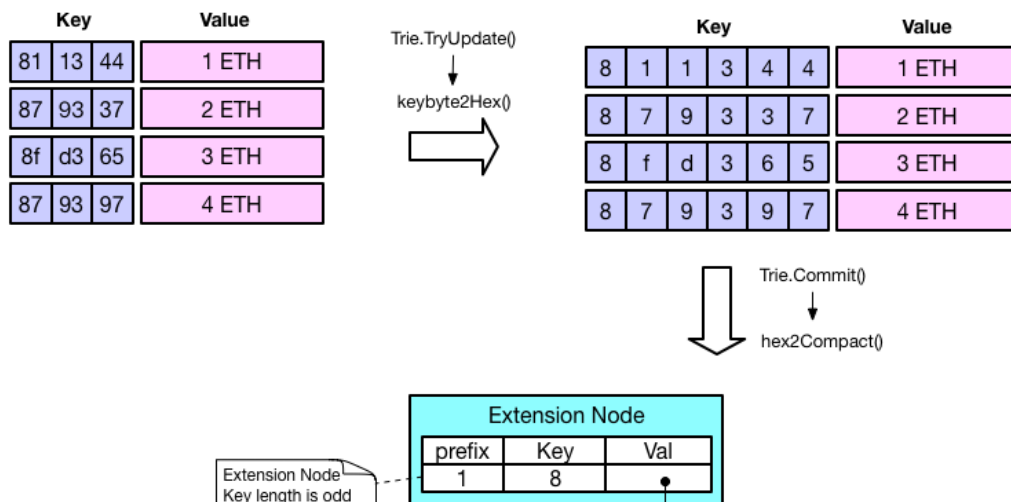 Key Value
81 13 44 1 ETH
87 93 37 2 ETH
8f d3 65 3 ETH
87 93 97 4 ETH
Trie.TryUpdate()
keybyte2Hex()
Key Value
8 1 1 3 4 4 1 ETH
8 7 9 3 3 7 2 ETH
8 f d 3 6 5 3 ETH
8 7 9 3 9 7 4 ETH
Trie.Commit()
hex2Compact()
Extension Node
prefix Key Val
1 8
Extension Node
Key length is odd